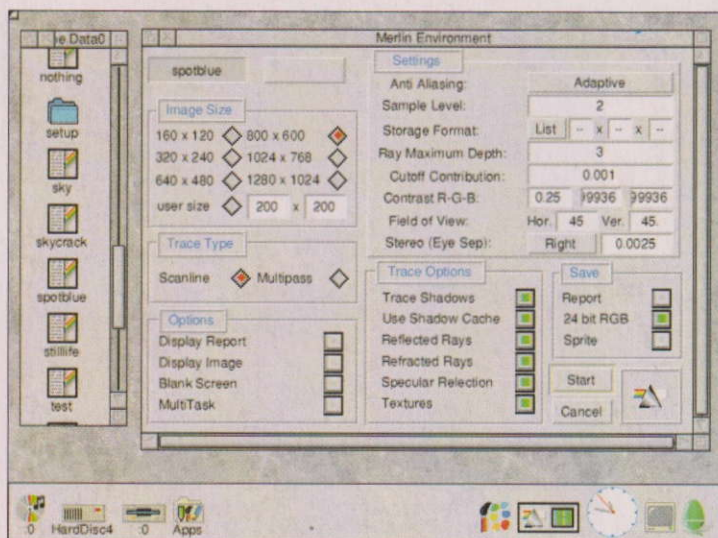 e Data0
nothing
setup
sky
skycrack
spotblue
stilllife
test
Merlin Environment
spotblue
Image Size
160 x 120 800 x 600
320 x 240 1024 x 768
640 x 480 1280 x 1024
user size 200 x 200
Trace Type
Scanline Multipass
Options
Display Report
Display Image
Blank Screen
MultiTask
Settings
Anti Aliasing: Adaptive
Sample Level: 2
Storage Format: List -- x -- x --
Ray Maximum Depth: 3
Cutoff Contribution: 0.001
Contrast R-G-B: 0.25 99936 99936
Field of View: Hor. 45 Ver. 45.
Stereo (Eye Sep): Right 0.0025
Trace Options
Trace Shadows
Use Shadow Cache
Reflected Rays
Refracted Rays
Specular Relection
Textures
Save
Report
24 bit RGB
Sprite
Start
Cancel
:0 HardDisc4 :0 Apps